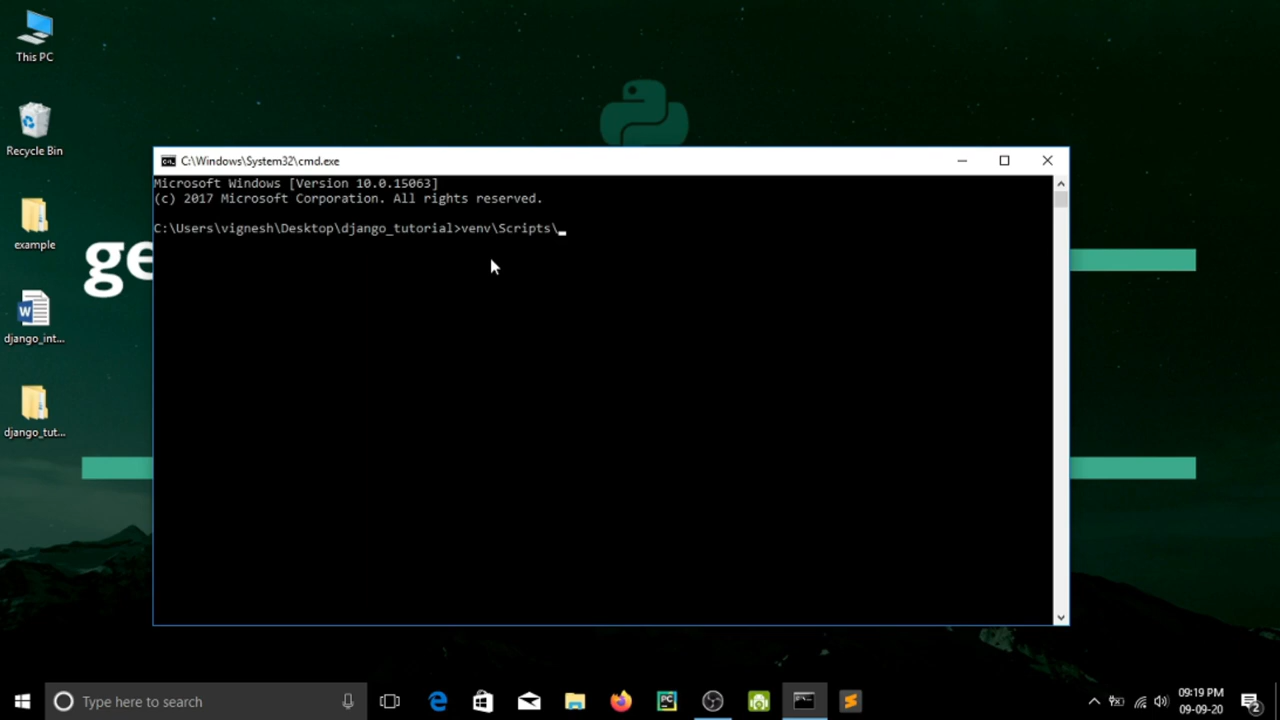 This PC
Recycle Bin
example
django_int...
django_tut...
ge
C:\Windows\System32\cmd.exe
Microsoft Windows [Version 10.0.15063]
(c) 2017 Microsoft Corporation. All rights reserved.
C:\Users\vignesh\Desktop\django_tutorial>venv\Scripts\_
Type here to search
PC
09:19 PM
09-09-20
2